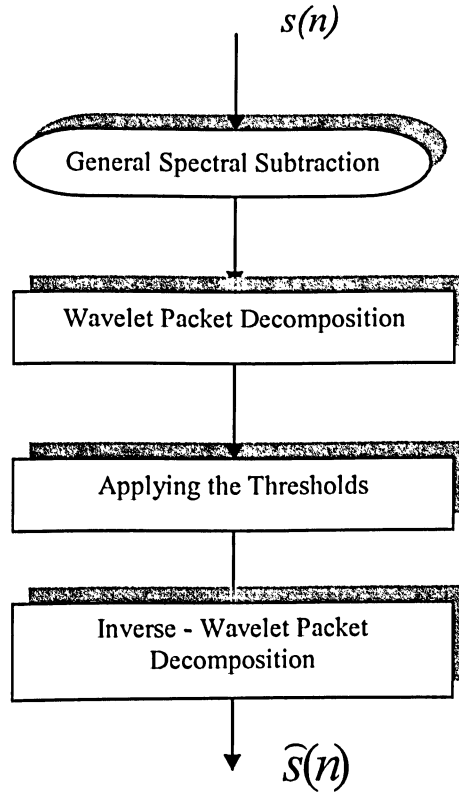 s(n)
General Spectral Subtraction
Wavelet Packet Decomposition
Applying the Thresholds
Inverse - Wavelet Packet
Decomposition
ŝ(n)